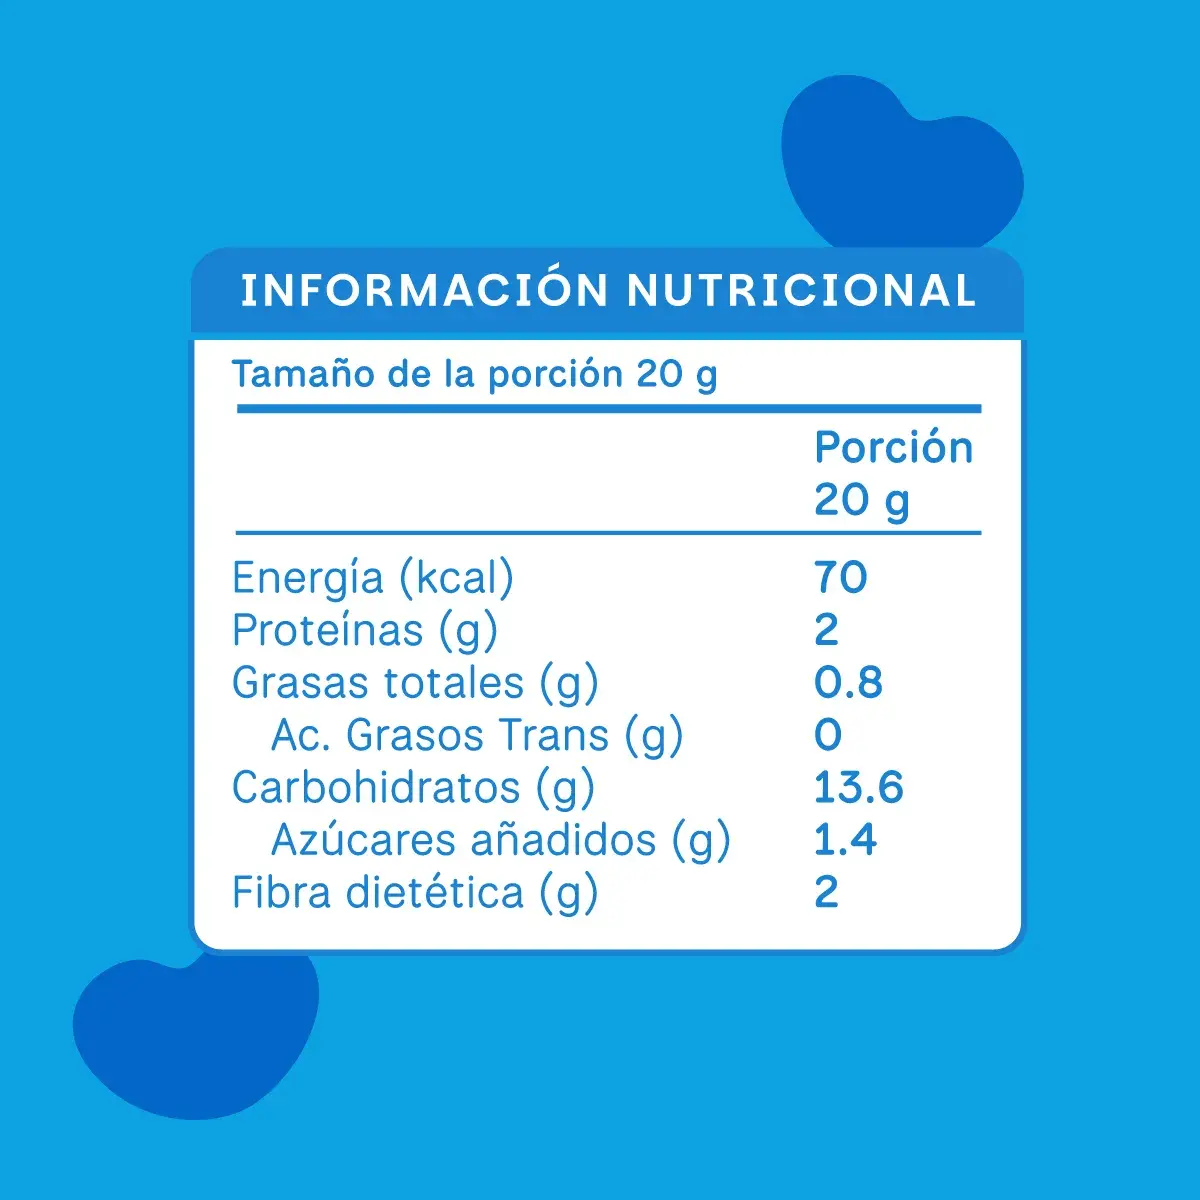 INFORMACIÓN NUTRICIONAL
Tamaño de la porción 20 g
Porción
20 g
Energía (kcal) 70
Proteínas (g) 2
Grasas totales (g) 0.8
Ac. Grasos Trans (g) 0
Carbohidratos (g) 13.6
Azúcares añadidos (g) 1.4
Fibra dietética (g) 2